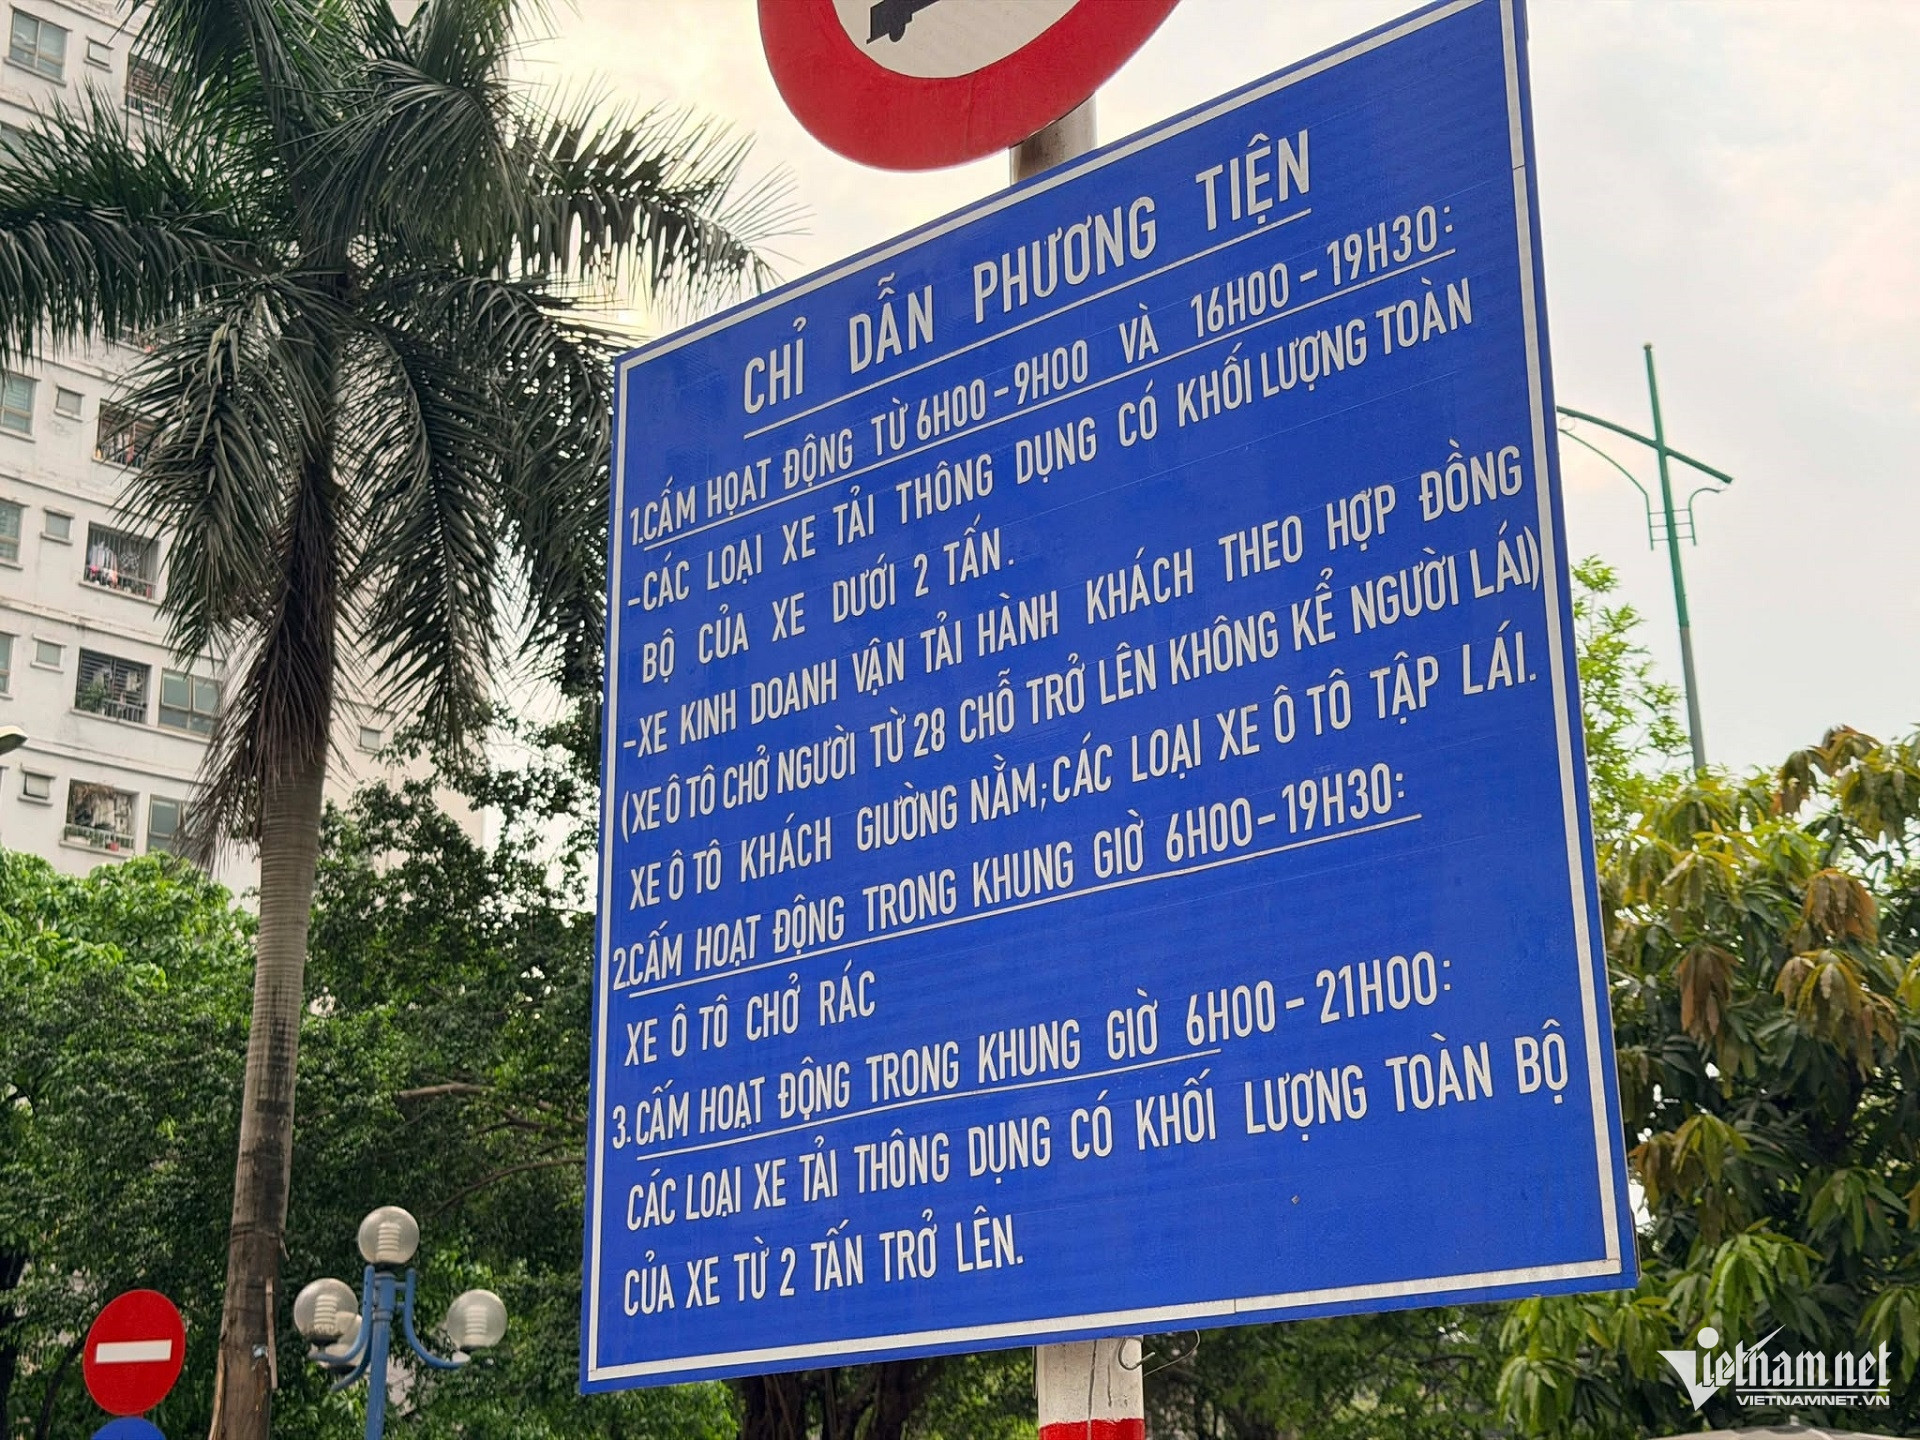 CHỈ DẪN PHƯƠNG TIỆN
1.CẤM HOẠT ĐỘNG TỪ 6H00-9H00 VÀ 16H00-19H30:
-CÁC LOẠI XE TẢI THÔNG DỤNG CÓ KHỐI LƯỢNG TOÀN
BỘ CỦA XE DƯỚI 2 TẤN.
-XE KINH DOANH VẬN TẢI HÀNH KHÁCH THEO HỢP ĐỒNG
(XE Ô TÔ CHỞ NGƯỜI TỪ 28 CHỖ TRỞ LÊN KHÔNG KỂ NGƯỜI LÁI)
XE Ô TÔ KHÁCH GIƯỜNG NẰM;CÁC LOẠI XE Ô TÔ TẬP LÁI.
2.CẤM HOẠT ĐỘNG TRONG KHUNG GIỜ 6H00-19H30:
XE Ô TÔ CHỞ RÁC
3.CẤM HOẠT ĐỘNG TRONG KHUNG GIỜ 6H00-21H00:
CÁC LOẠI XE TẢI THÔNG DỤNG CÓ KHỐI LƯỢNG TOÀN BỘ
CỦA XE TỪ 2 TẤN TRỞ LÊN.
Vietnamnet
VIETNAMNET.VN